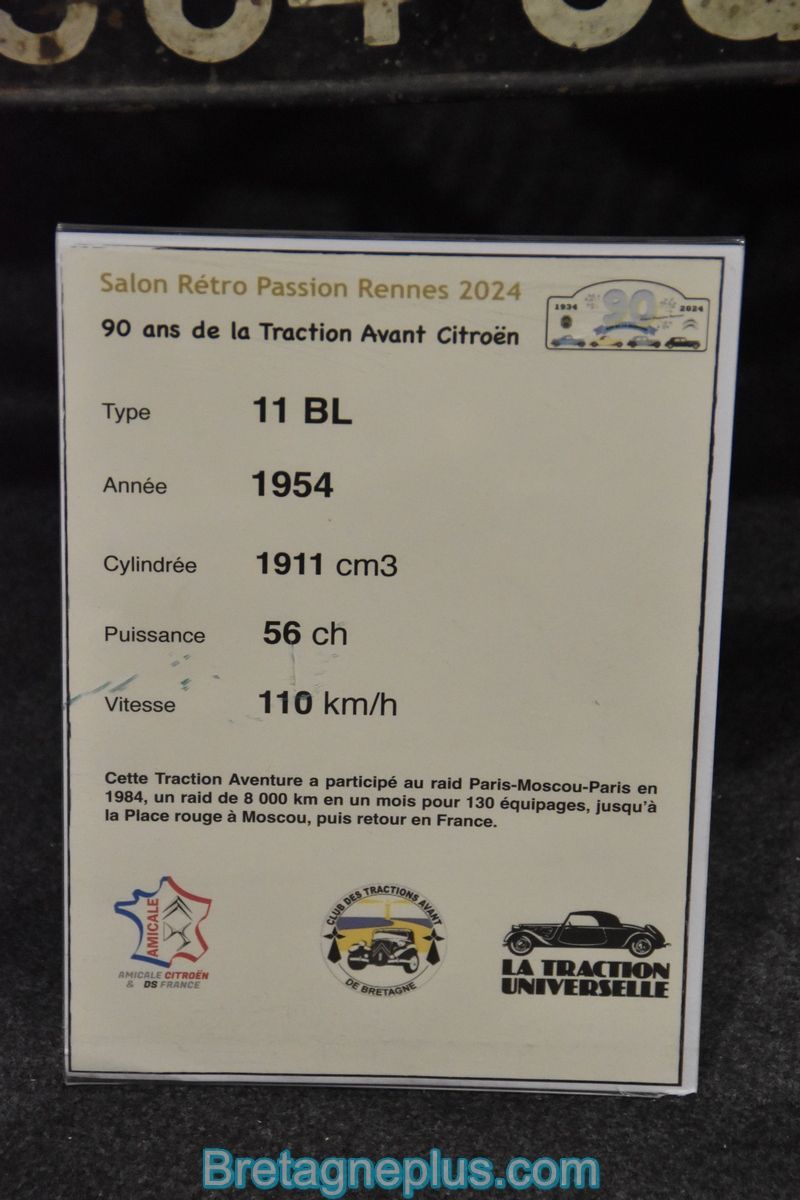 Salon Rétro Passion Rennes 2024
90 ans de la Traction Avant Citroën
1934 90 2024
Type 11 BL
Année 1954
Cylindrée 1911 cm3
Puissance 56 ch
Vitesse 110 km/h
Cette Traction Aventure a participé au raid Paris-Moscou-Paris en
1984, un raid de 8 000 km en un mois pour 130 équipages, jusqu'à
la Place rouge à Moscou, puis retour en France.
AMICALE
AMICALE CITROËN
& DS FRANCE
CLUB DES TRACTIONS AVANT
DE BRETAGNE
LA TRACTION
UNIVERSELLE
Bretagneplus.com